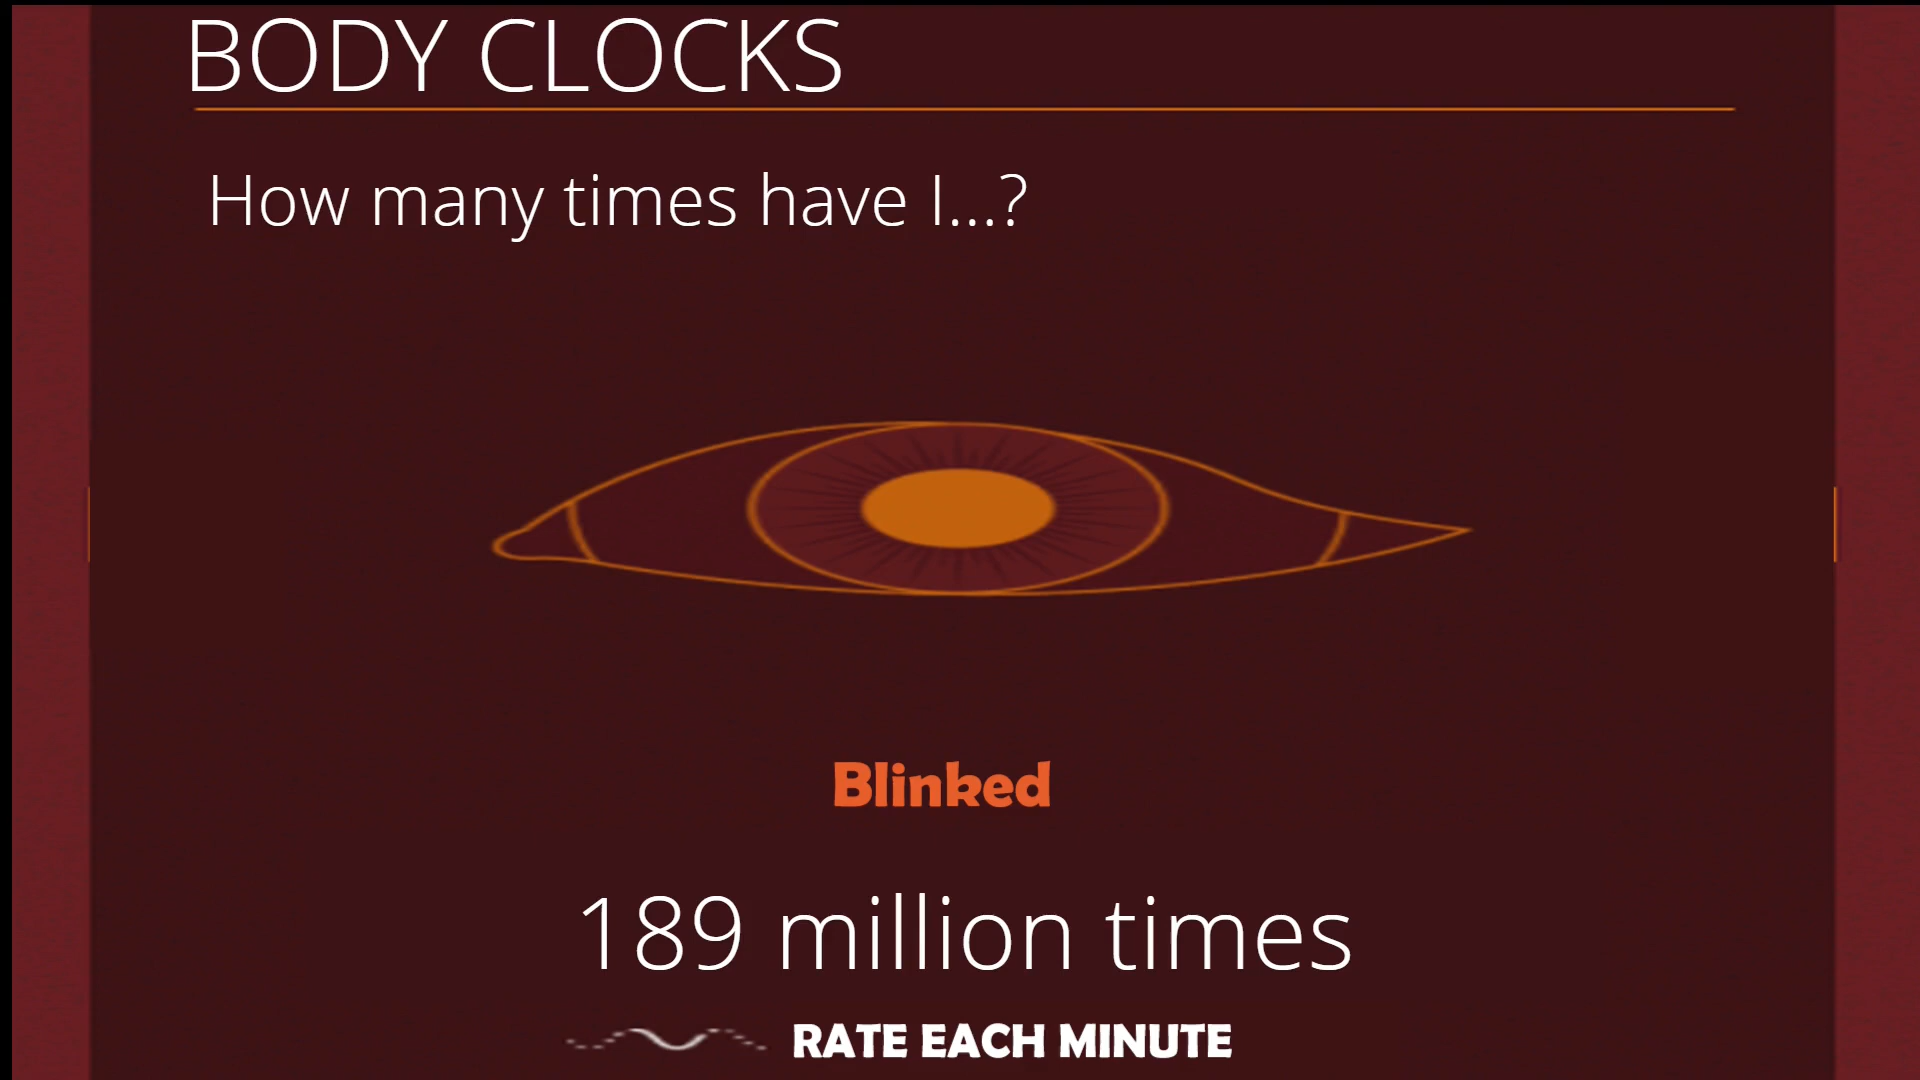 BODY CLOCKS
How many times have I...?
Blinked
189 million times
RATE EACH MINUTE